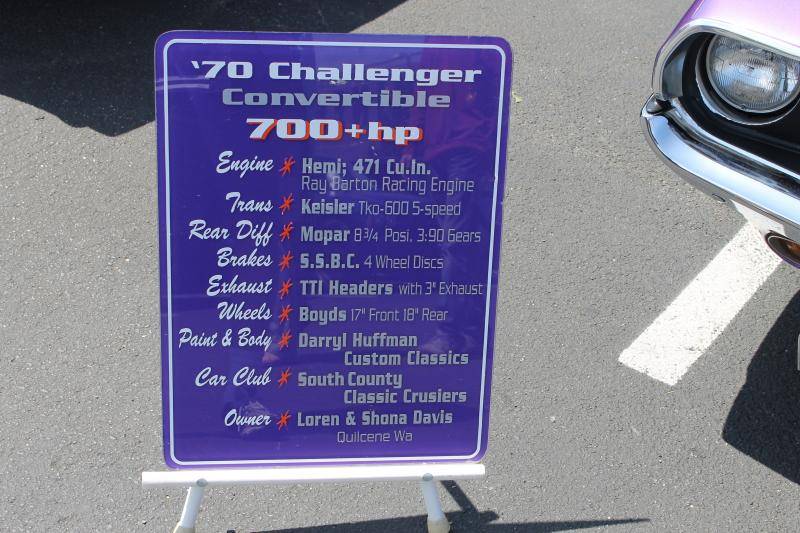 '70 Challenger
Convertible
700+hp
Engine * Hemi; 471 Cu.In.
Ray Barton Racing Engine
Trans * Keisler Tko-600 5-speed
Rear Diff * Mopar 8 3/4 Posi. 3:90 Gears
Brakes * S.S.B.C. 4 Wheel Discs
Exhaust * TTI Headers with 3" Exhaust
Wheels * Boyds 17" Front 18" Rear
Paint & Body * Darryl Huffman
Custom Classics
Car Club * South County
Classic Crusiers
Owner * Loren & Shona Davis
Quilcene Wa